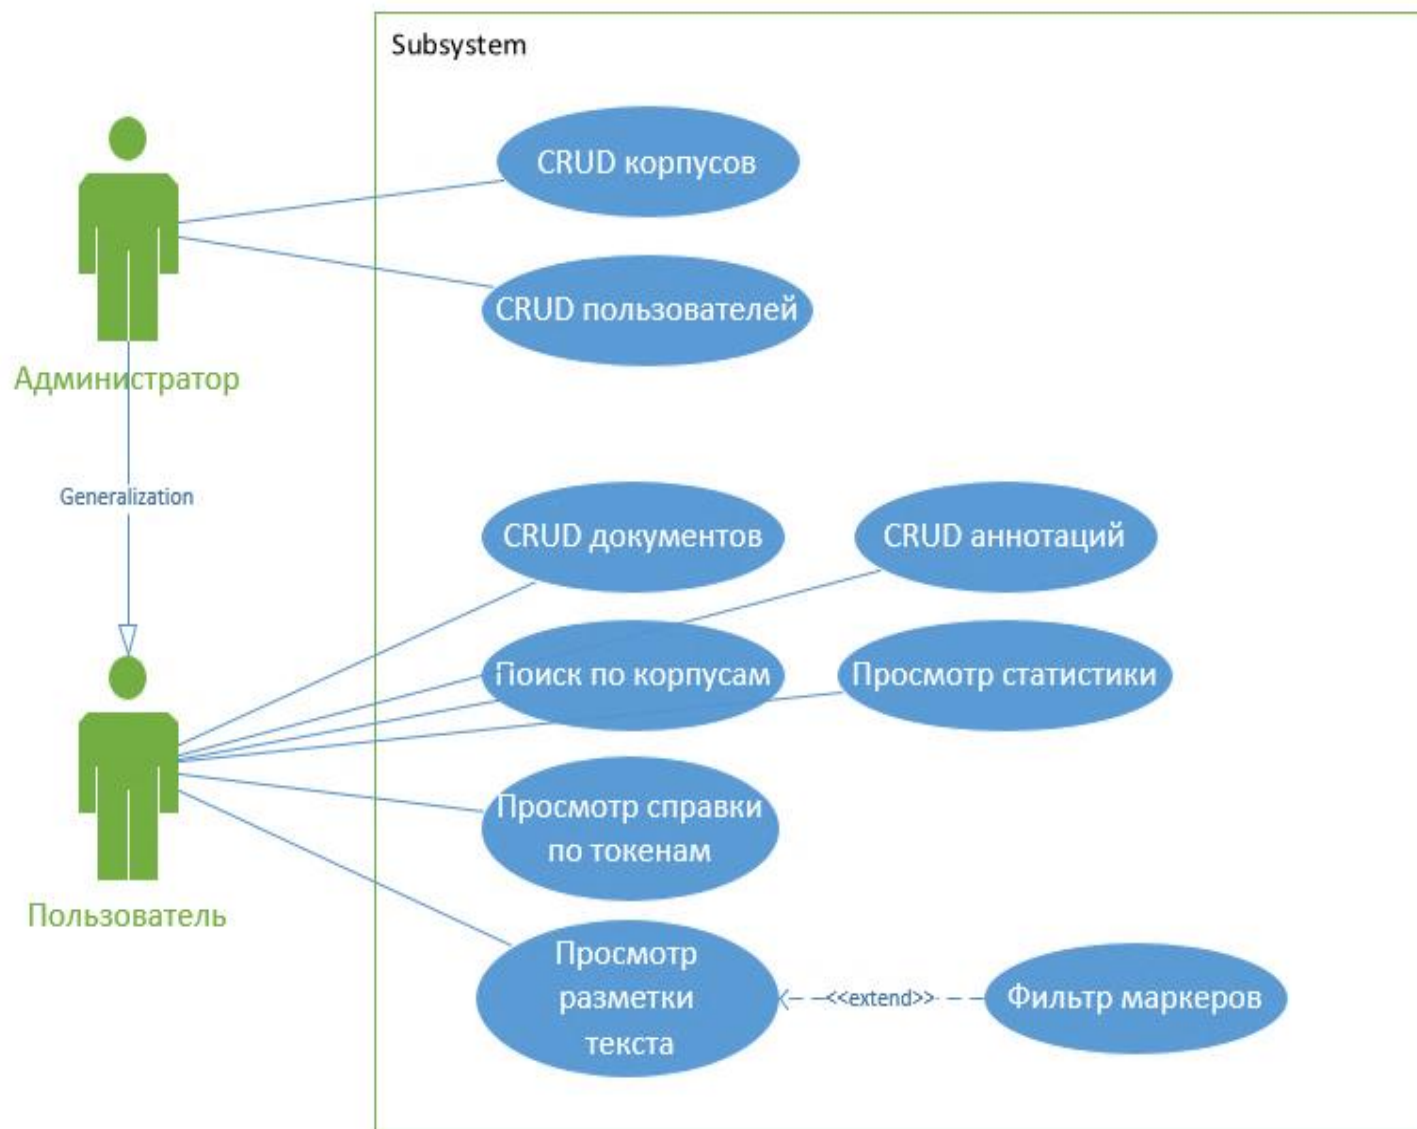 Subsystem
CRUD корпусов
CRUD пользователей
Администратор
Generalization
CRUD документов
CRUD аннотаций
Поиск по корпусам
Просмотр статистики
Просмотр справки
по токенам
Пользователь
Просмотр
разметки
текста
<<extend>>
Фильтр маркеров